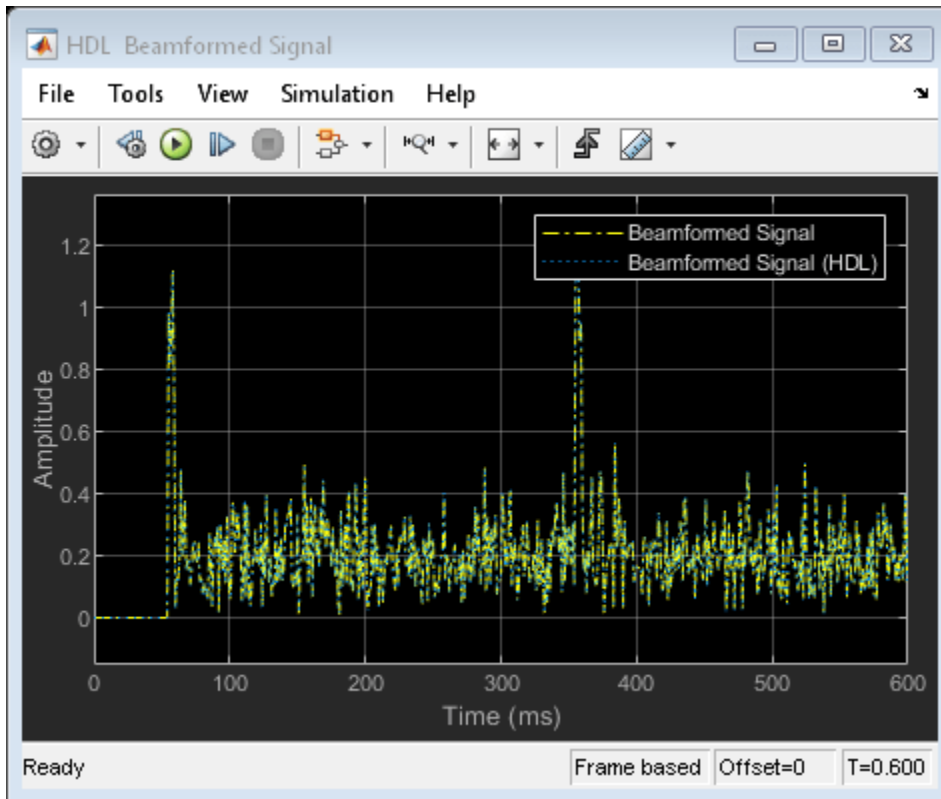 HDL Beamformed Signal
File Tools View Simulation Help
Beamformed Signal
Beamformed Signal (HDL)
1.2
1
0.8
0.6
0.4
0.2
0
Amplitude
0 100 200 300 400 500 600
Time (ms)
Ready Frame based Offset=0 T=0.600